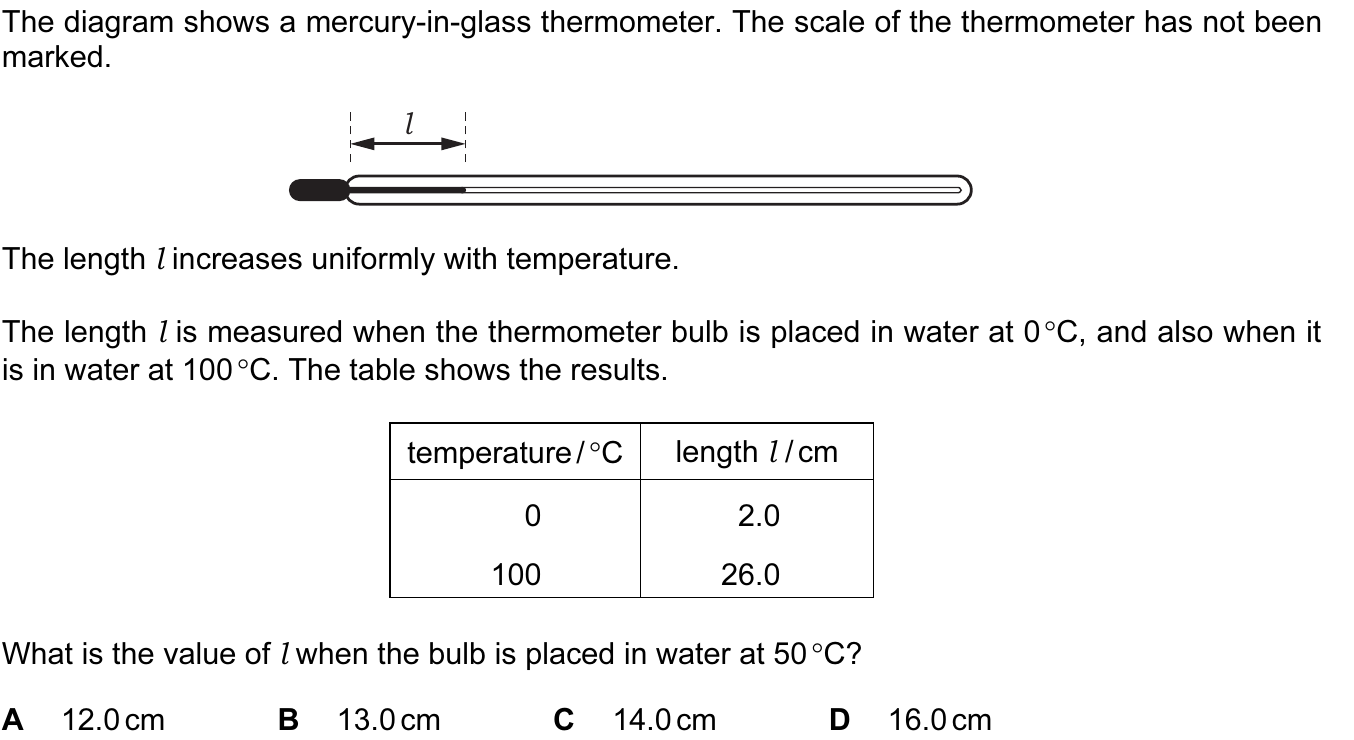 The diagram shows a mercury-in-glass thermometer. The scale of the thermometer has not been
marked.
l
The length l increases uniformly with temperature.
The length l is measured when the thermometer bulb is placed in water at 0 °C, and also when it
is in water at 100 °C. The table shows the results.
temperature / °C length l / cm
0 2.0
100 26.0
What is the value of l when the bulb is placed in water at 50 °C?
A 12.0 cm B 13.0 cm C 14.0 cm D 16.0 cm